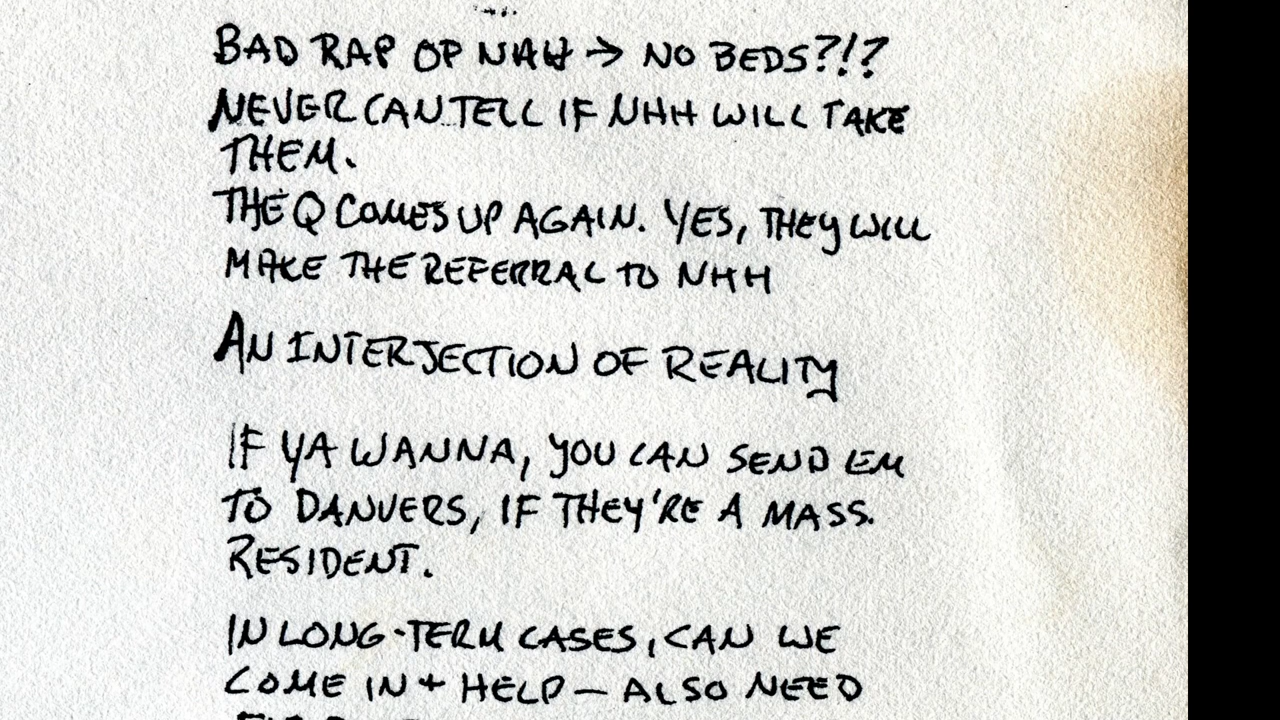 BAD RAP OF NHH → NO BEDS?!?
NEVER CAN TELL IF NHH WILL TAKE
THEM.
THE Q COMES UP AGAIN. YES, THEY WILL
MAKE THE REFERRAL TO NHH
AN INTERJECTION OF REALITY
IF YA WANNA, YOU CAN SEND EM
TO DANVERS, IF THEY'RE A MASS.
RESIDENT.
IN LONG-TERM CASES, CAN WE
COME IN + HELP — ALSO NEED